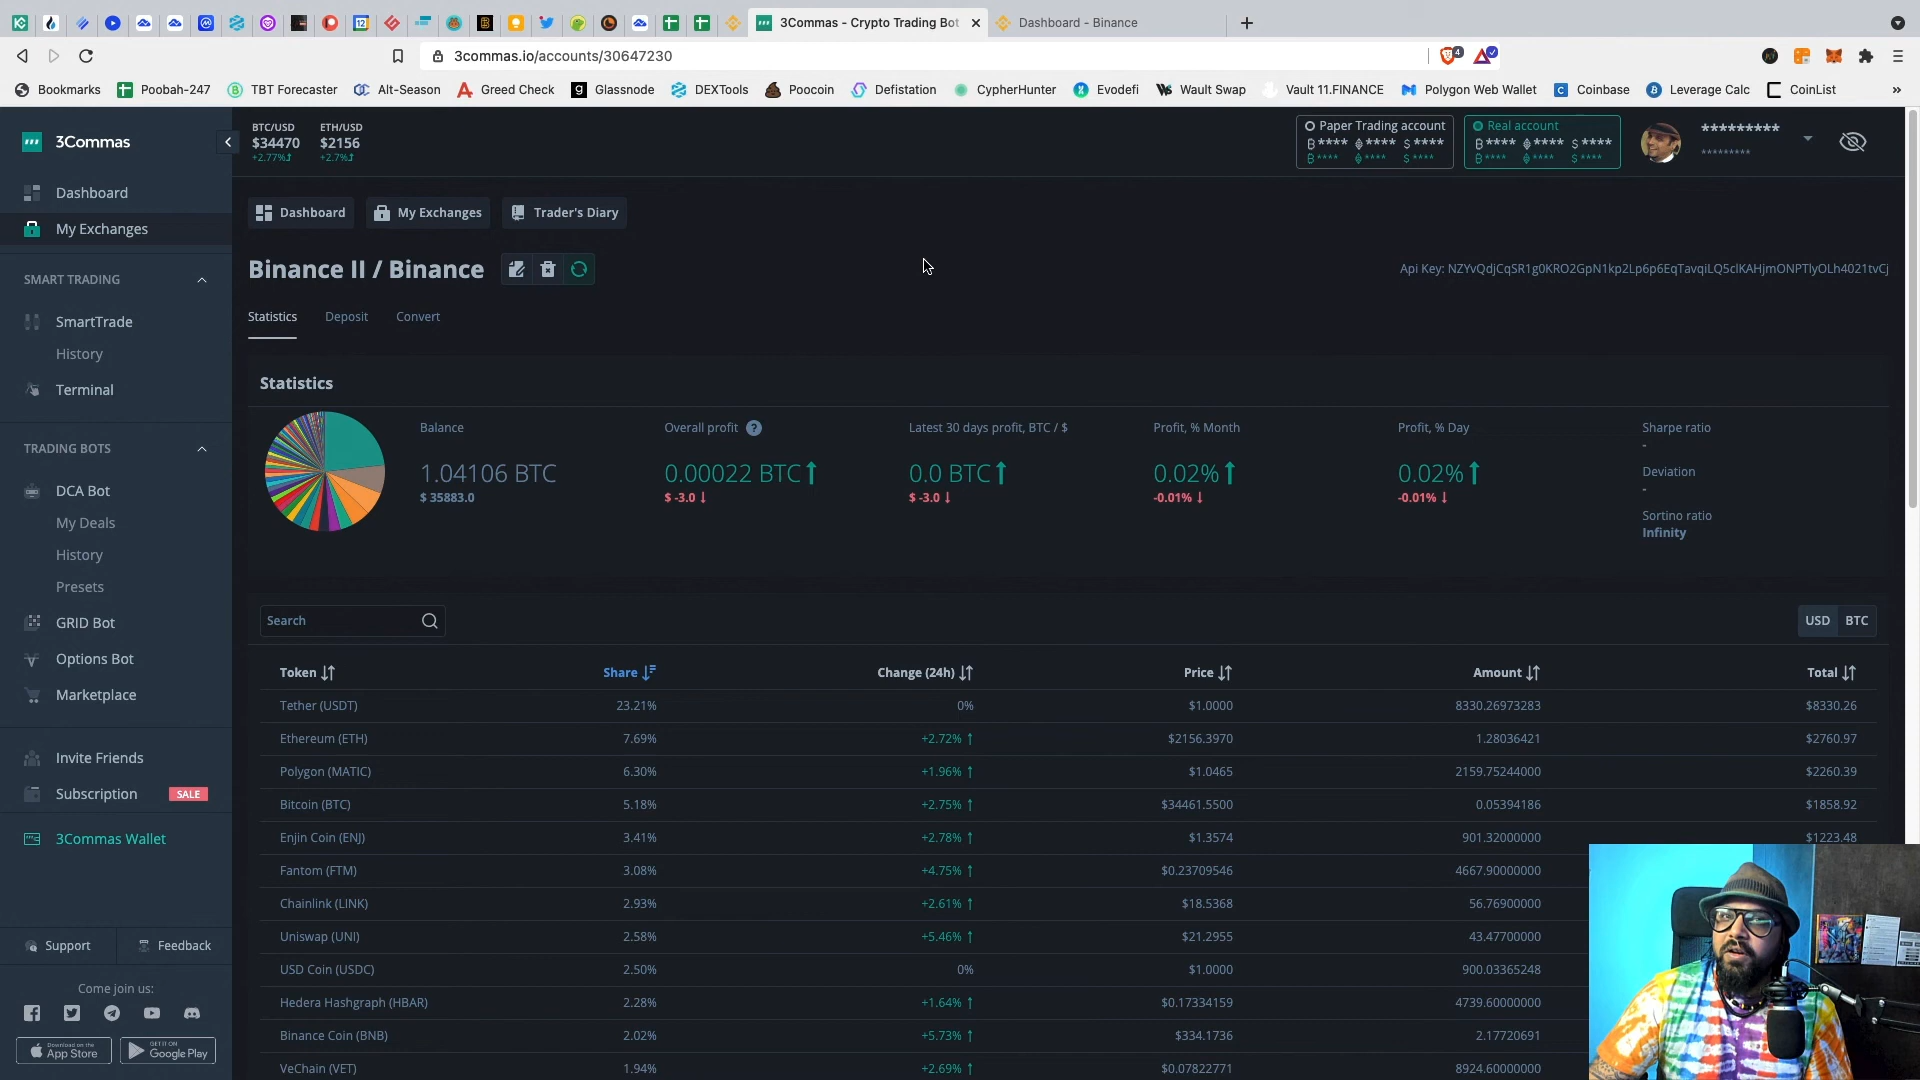 3Commas - Crypto Trading Bot
Dashboard - Binance
3commas.io/accounts/30647230
4
Bookmarks
Poobah-247
TBT Forecaster
Alt-Season
Greed Check
Glassnode
DEXTools
Poocoin
Defistation
CypherHunter
Evodefi
Wault Swap
Vault 11.FINANCE
Polygon Web Wallet
Coinbase
Leverage Calc
CoinList
»
3Commas
BTC/USD ETH/USD
$34470 $2156
+2.77% +2.7%
Paper Trading account
**** **** $ ****
**** **** $ ****
Real account
**** **** $ ****
**** **** $ ****
*********
*********
Dashboard
My Exchanges
SMART TRADING
SmartTrade
History
Terminal
TRADING BOTS
DCA Bot
My Deals
History
Presets
GRID Bot
Options Bot
Marketplace
Invite Friends
Subscription SALE
3Commas Wallet
Support Feedback
Come join us:
Download on the App Store
GET IT ON Google Play
Dashboard My Exchanges Trader's Diary
Binance II / Binance
Statistics Deposit Convert
Statistics
Balance
1.04106 BTC
$ 35883.0
Overall profit ?
0.00022 BTC
$ -3.0
Latest 30 days profit, BTC / $
0.0 BTC
$ -3.0
Profit, % Month
0.02%
-0.01%
Profit, % Day
0.02%
-0.01%
Sharpe ratio
-
Deviation
-
Sortino ratio
Infinity
Search
USD BTC
Token Share Change (24h) Price Amount Total
Tether (USDT) 23.21% 0% $1.0000 8330.26973283 $8330.26
Ethereum (ETH) 7.69% +2.72% $2156.3970 1.28036421 $2760.97
Polygon (MATIC) 6.30% +1.96% $1.0465 2159.75244000 $2260.39
Bitcoin (BTC) 5.18% +2.75% $34461.5500 0.05394186 $1858.92
Enjin Coin (ENJ) 3.41% +2.78% $1.3574 901.32000000 $1223.48
Fantom (FTM) 3.08% +4.75% $0.23709546 4667.90000000
Chainlink (LINK) 2.93% +2.61% $18.5368 56.76900000
Uniswap (UNI) 2.58% +5.46% $21.2955 43.47700000
USD Coin (USDC) 2.50% 0% $1.0000 900.03365248
Hedera Hashgraph (HBAR) 2.28% +1.64% $0.17334159 4739.60000000
Binance Coin (BNB) 2.02% +5.73% $334.1736 2.17720691
VeChain (VET) 1.94% +2.69% $0.07822771 8924.60000000